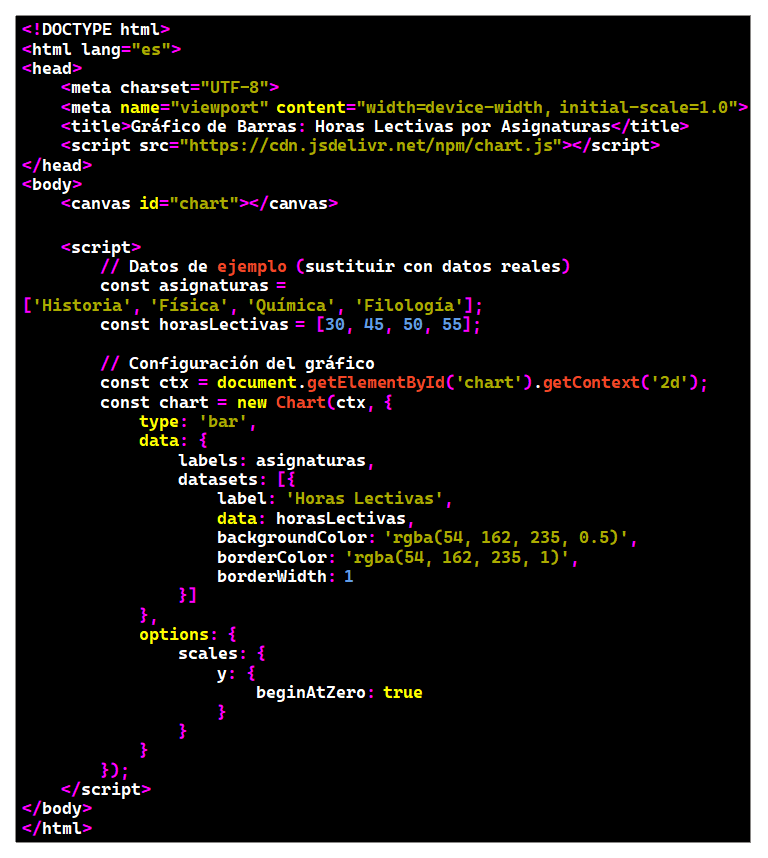 <!DOCTYPE html>
<html lang="es">
<head>
    <meta charset="UTF-8">
    <meta name="viewport" content="width=device-width, initial-scale=1.0">
    <title>Gráfico de Barras: Horas Lectivas por Asignaturas</title>
    <script src="https://cdn.jsdelivr.net/npm/chart.js"></script>
</head>
<body>
    <canvas id="chart"></canvas>

    <script>
        // Datos de ejemplo (sustituir con datos reales)
        const asignaturas =
['Historia', 'Física', 'Química', 'Filología'];
        const horasLectivas = [30, 45, 50, 55];

        // Configuración del gráfico
        const ctx = document.getElementById('chart').getContext('2d');
        const chart = new Chart(ctx, {
            type: 'bar',
            data: {
                labels: asignaturas,
                datasets: [{
                    label: 'Horas Lectivas',
                    data: horasLectivas,
                    backgroundColor: 'rgba(54, 162, 235, 0.5)',
                    borderColor: 'rgba(54, 162, 235, 1)',
                    borderWidth: 1
                }]
            },
            options: {
                scales: {
                    y: {
                        beginAtZero: true
                    }
                }
            }
        });
    </script>
</body>
</html>